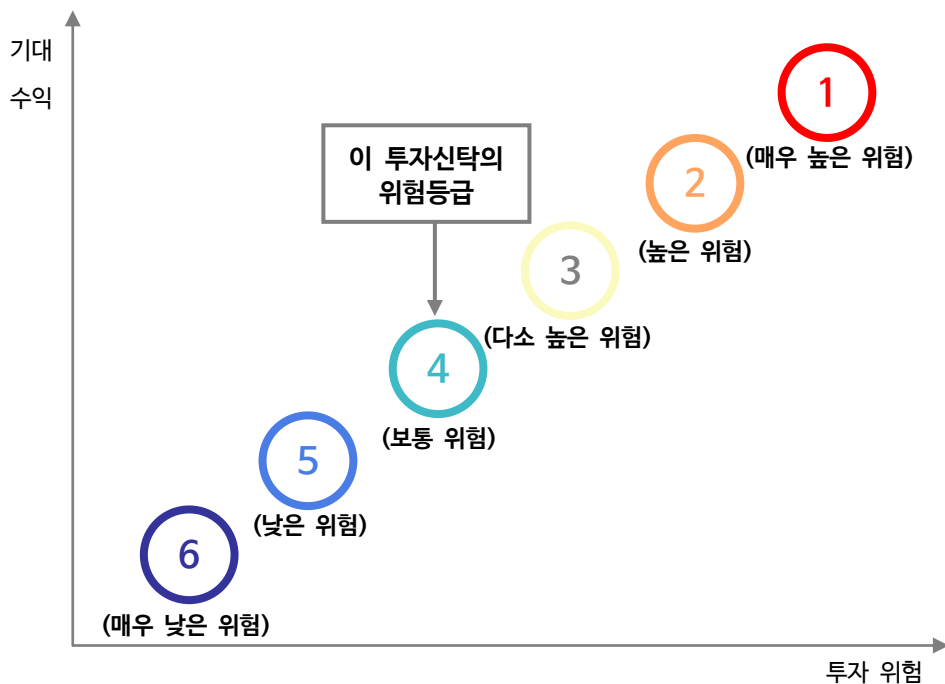 기대
수익
1
(매우 높은 위험)
이 투자신탁의
위험등급
2
(높은 위험)
3
(다소 높은 위험)
4
(보통 위험)
5
(낮은 위험)
6
(매우 낮은 위험)
투자 위험